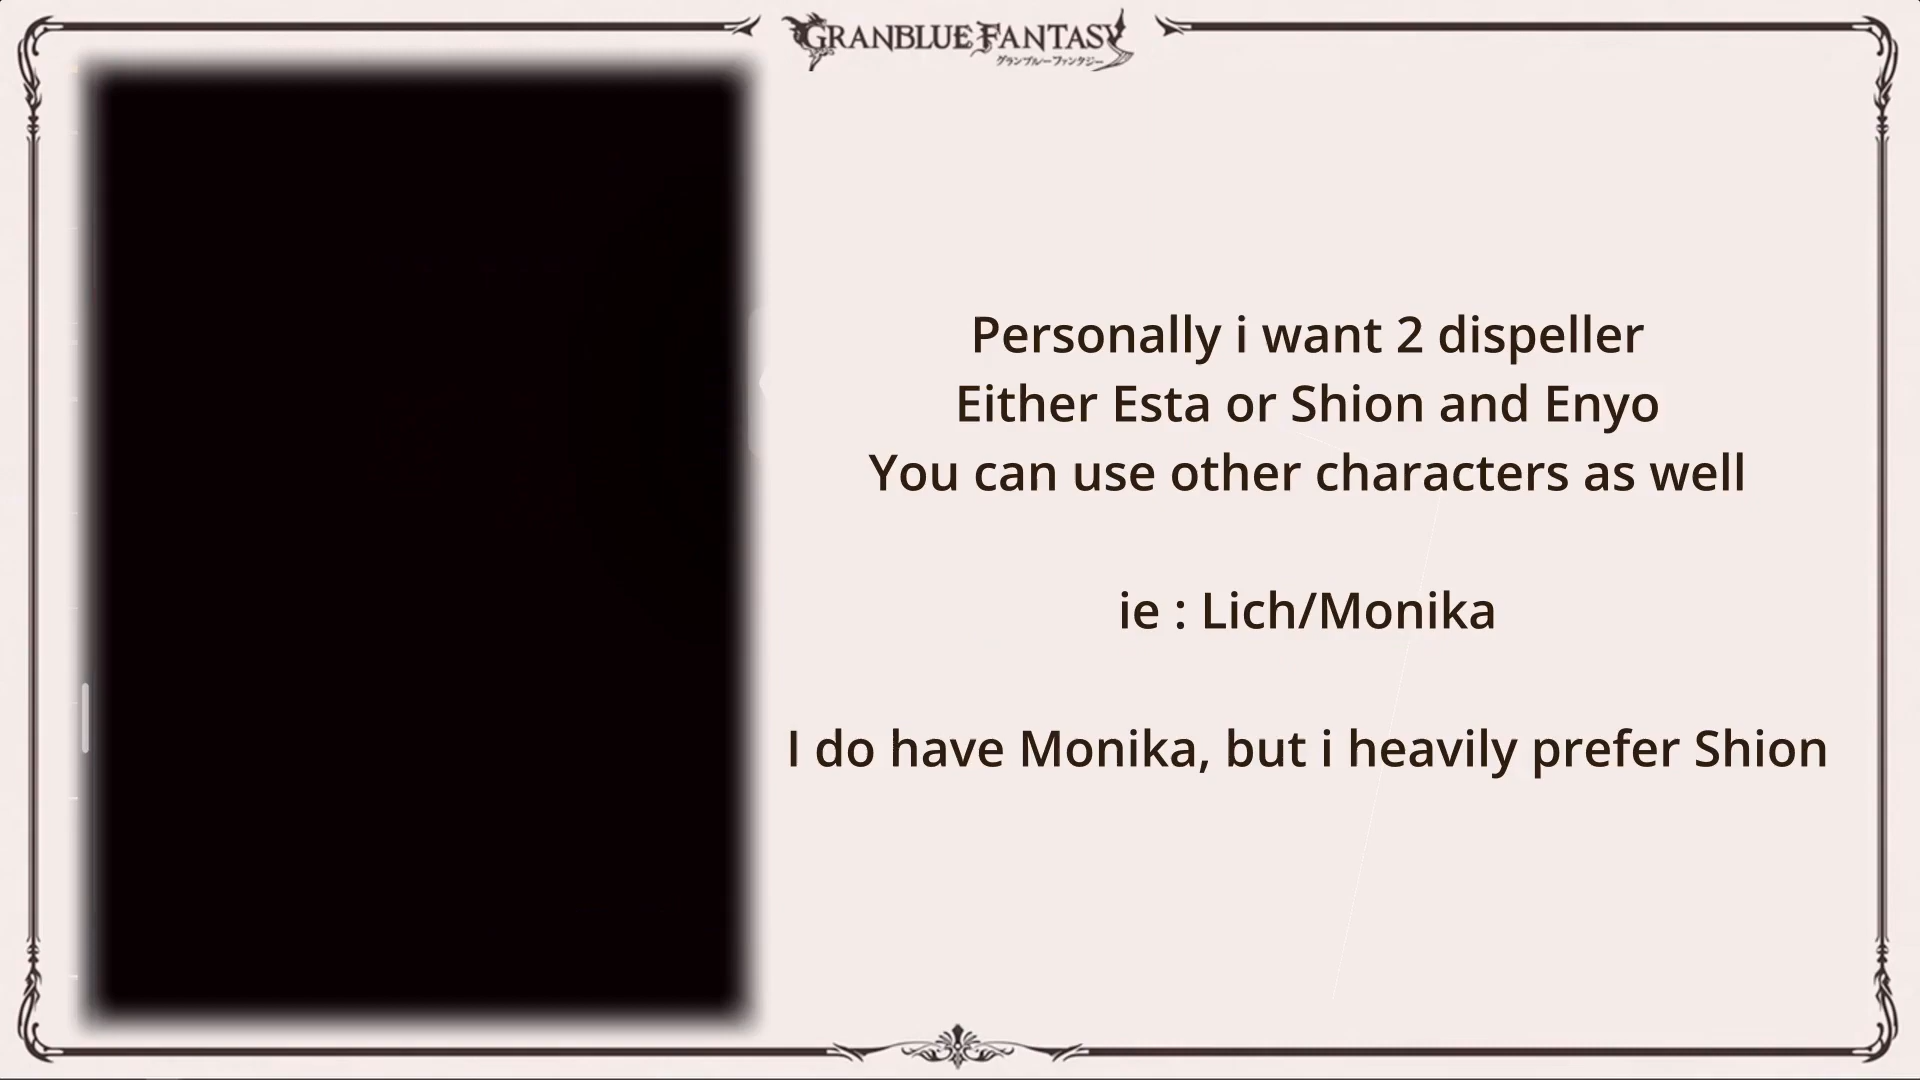 GRANBLUE FANTASY
グランブルーファンタジー
Personally i want 2 dispeller
Either Esta or Shion and Enyo
You can use other characters as well
ie : Lich/Monika
I do have Monika, but i heavily prefer Shion